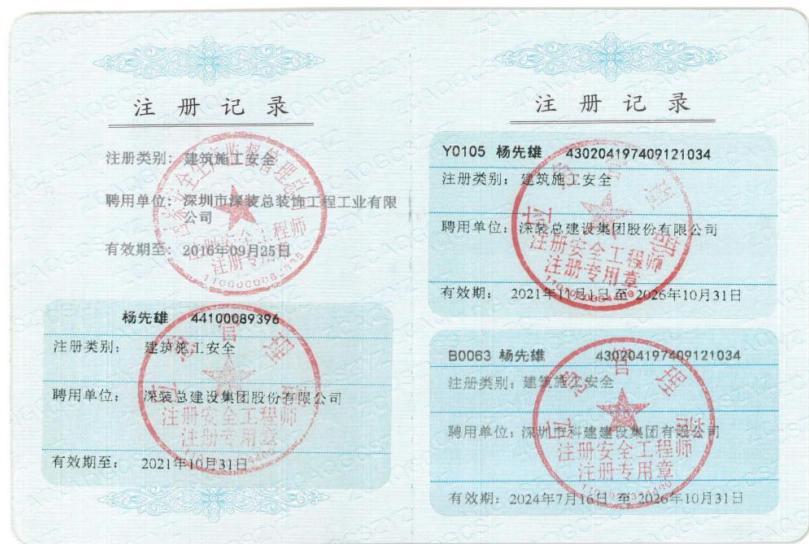 注册记录
注册类别: 建筑施工安全
聘用单位: 深圳市深装总装饰工程工业有限
公司
有效期至: 2016年09月25日
杨先雄 44100089396
注册类别: 建筑施工安全
聘用单位: 深装总建设集团股份有限公司
注册安全工程师
注册专用章
有效期至: 2021年10月31日
注册记录
Y0105 杨先雄 430204197409121034
注册类别: 建筑施工安全
聘用单位: 深装总建设集团股份有限公司
注册安全工程师
注册专用章
有效期: 2021年11月1日 至 2026年10月31日
B0063 杨先雄 430204197409121034
注册类别: 建筑施工安全
聘用单位: 深圳市科建建设集团有限公司
注册安全工程师
注册专用章
有效期: 2024年7月16日 至 2026年10月31日